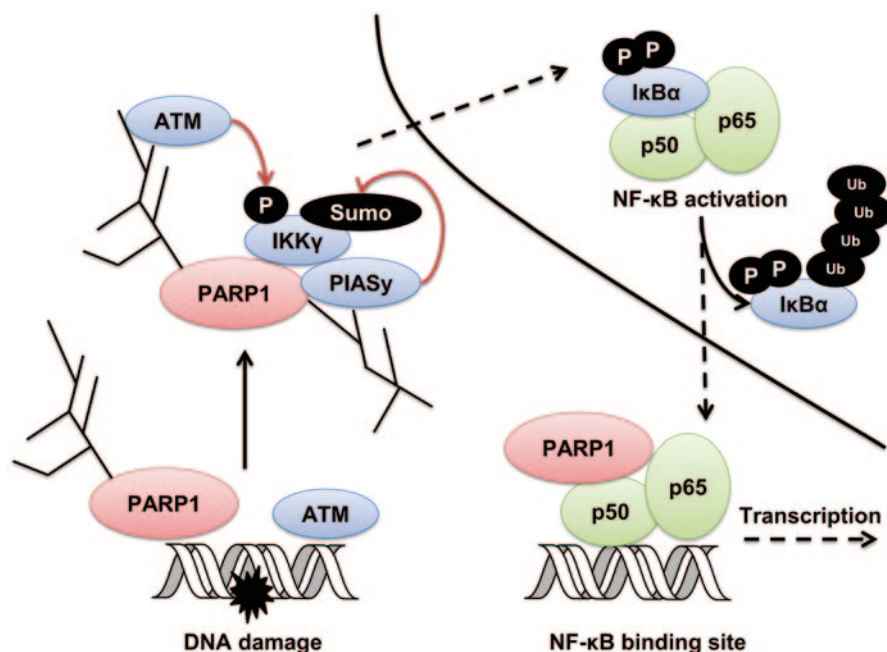 ATM
P
Sumo
IKKγ
PARP1
PIASy
P P
IκBα
p50
p65
NF-κB activation
Ub
Ub
Ub
Ub
P P
IκBα
PARP1
ATM
DNA damage
PARP1
p50
p65
Transcription
NF-κB binding site